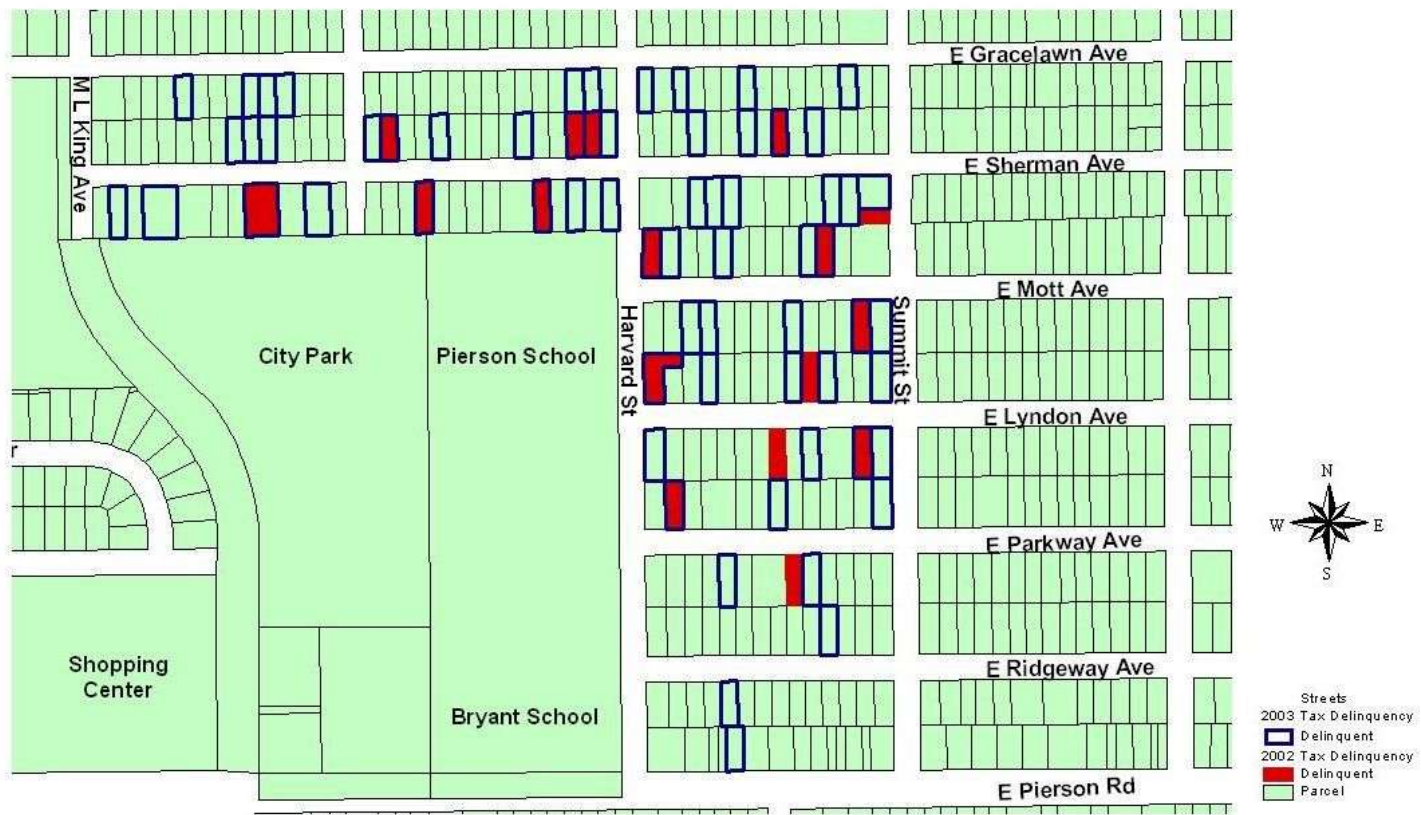 E Gracelawn Ave
M L King Ave
E Sherman Ave
E Mott Ave
Harvard St
Summit St
City Park
Pierson School
E Lyndon Ave
r
N
W E
S
E Parkway Ave
Shopping
Center
E Ridgeway Ave
Bryant School
E Pierson Rd
Streets
2003 Tax Delinquency
Delinquent
2002 Tax Delinquency
Delinquent
Parcel